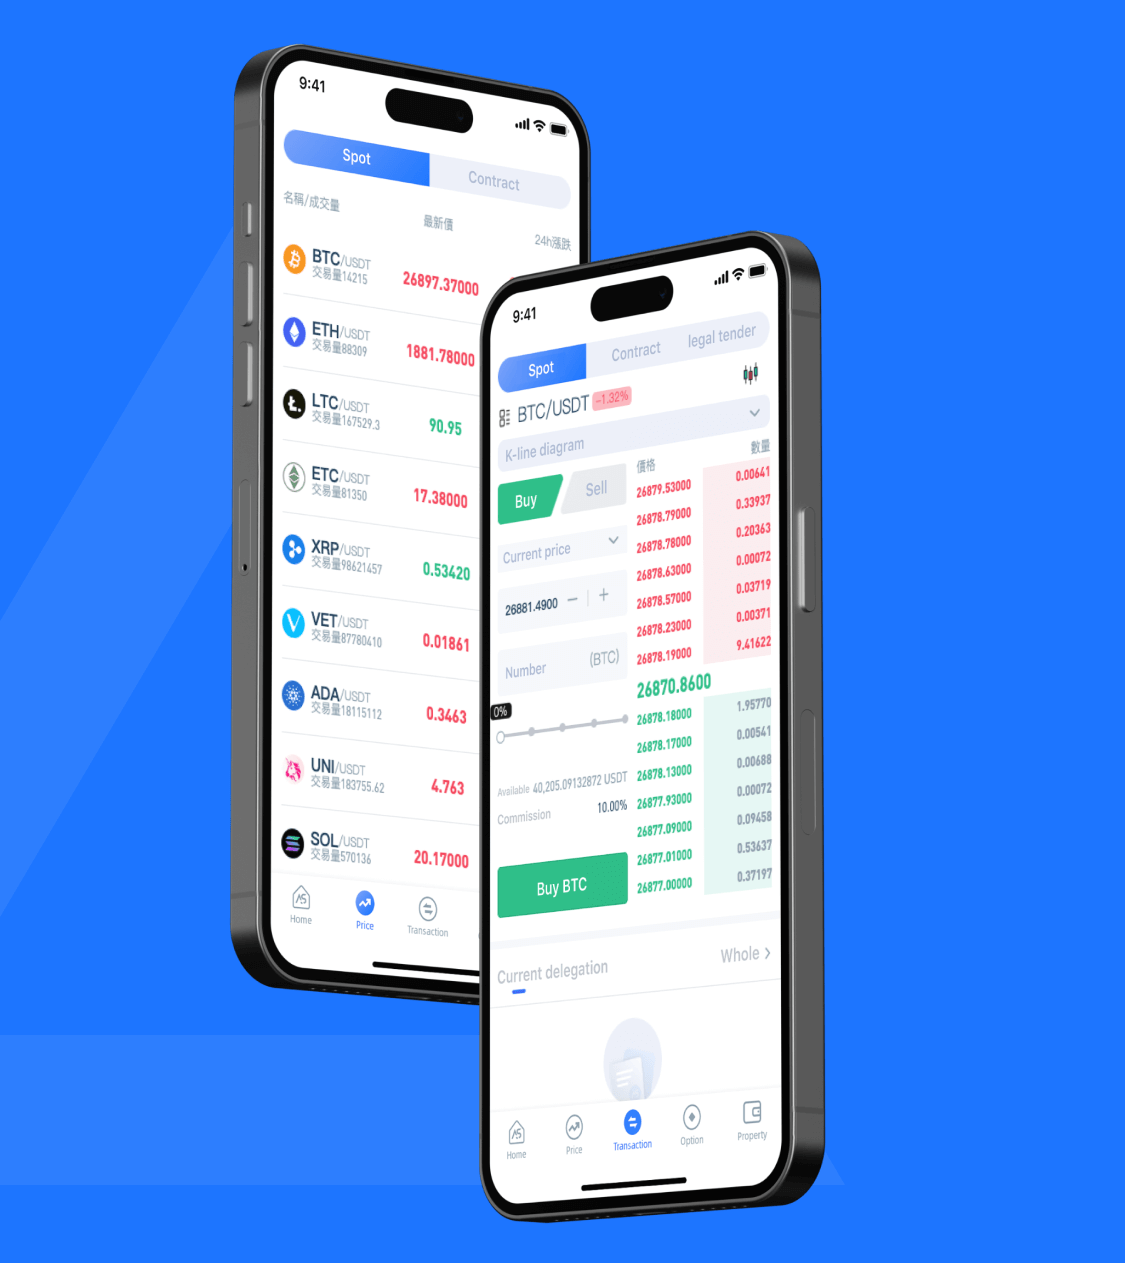 9:41
Spot
Contract
名稱/成交量
最新價
24h漲跌
BTC/USDT
交易量14215
26897.37000
ETH/USDT
交易量88309
1881.78000
LTC/USDT
交易量167529.3
90.95
ETC/USDT
交易量81350
17.38000
XRP/USDT
交易量98621457
0.53420
VET/USDT
交易量87780410
0.01861
ADA/USDT
交易量18115112
0.3463
UNI/USDT
交易量183755.62
4.763
SOL/USDT
交易量570136
20.17000
Home
Price
Transaction
9:41
Spot
Contract
legal tender
BTC/USDT
-1.32%
K-line diagram
Buy
Sell
Current price
26881.4900
Number
(BTC)
0%
Available 40,205.09132872 USDT
Commission
10.00%
Buy BTC
價格
數量
26879.53000 0.00641
26878.79000 0.33937
26878.78000 0.20363
26878.63000 0.00072
26878.57000 0.03719
26878.23000 0.00371
26878.19000 9.41622
26870.8600
26878.18000 1.95770
26878.17000 0.00541
26878.13000 0.00688
26877.93000 0.00072
26877.09000 0.09458
26877.01000 0.53637
26877.00000 0.37197
Current delegation
Whole
Home
Price
Transaction
Option
Property